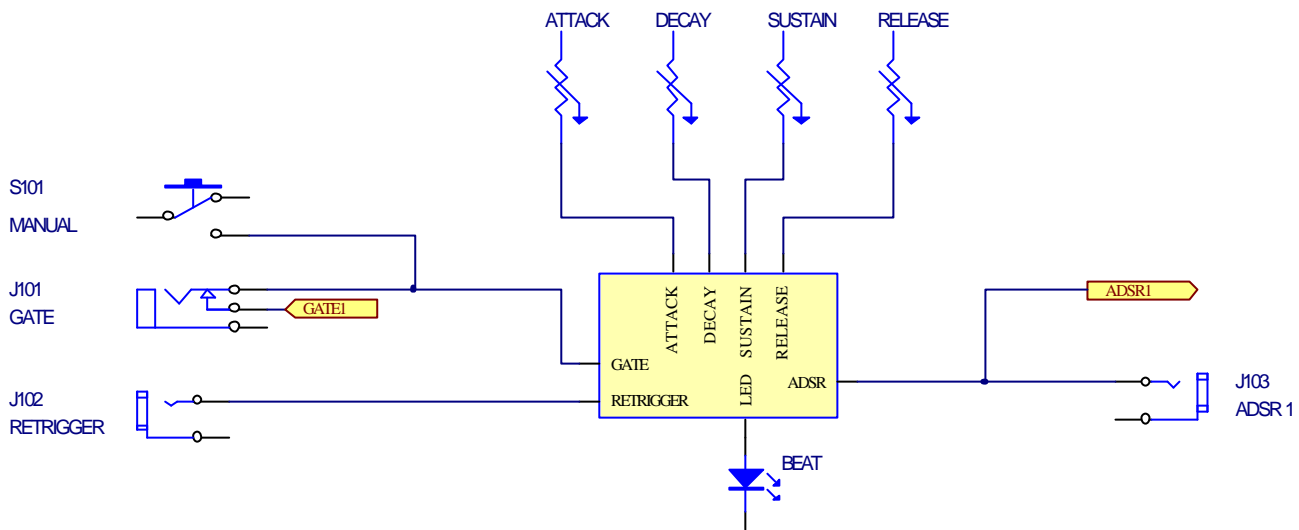 ATTACK
DECAY
SUSTAIN
RELEASE
S101
MANUAL
J101
GATE
GATE1
J102
RETRIGGER
ATTACK
DECAY
SUSTAIN
RELEASE
GATE
RETRIGGER
LED
ADSR
ADSR1
J103
ADSR 1
BEAT